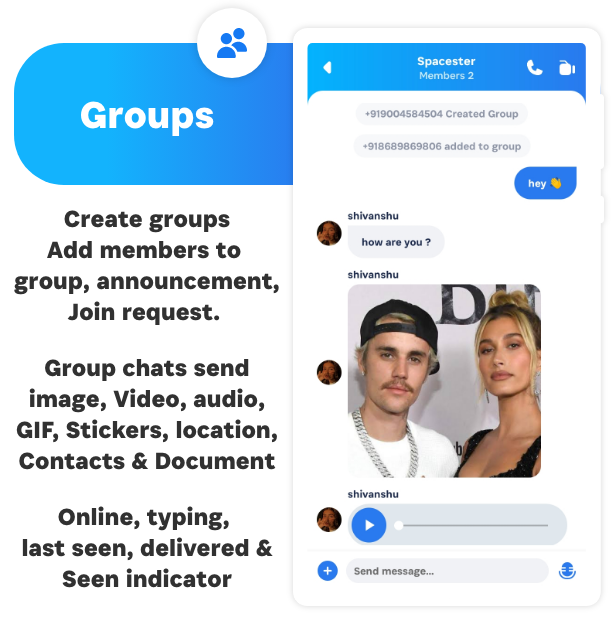 Groups
Create groups
Add members to
group, announcement,
Join request.
Group chats send
image, Video, audio,
GIF, Stickers, location,
Contacts & Document
Online, typing,
last seen, delivered &
Seen indicator
Spacester
Members 2
+919004584504 Created Group
+918689869806 added to group
hey 👏
shivanshu
how are you ?
shivanshu
shivanshu
Send message...